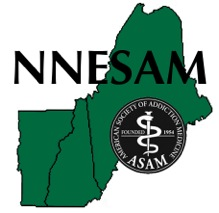 NNESAM
AMERICAN SOCIETY OF ADDICTION MEDICINE
FOUNDED 1954
ASAM